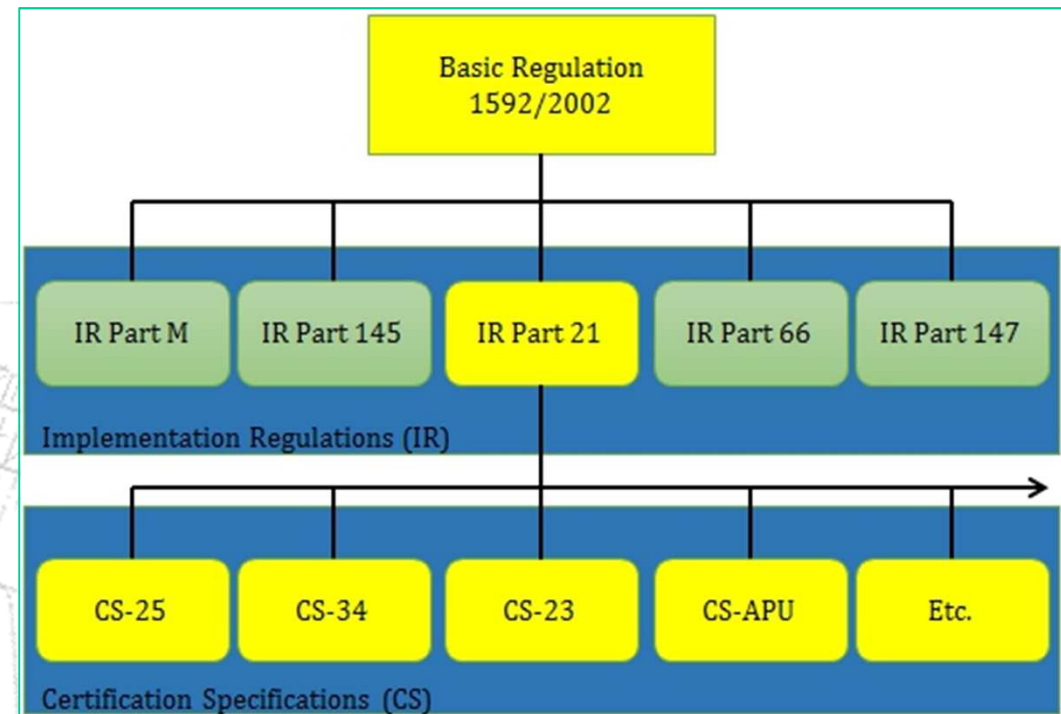 Basic Regulation
1592/2002
IR Part M
IR Part 145
IR Part 21
IR Part 66
IR Part 147
Implementation Regulations (IR)
CS-25
CS-34
CS-23
CS-APU
Etc.
Certification Specifications (CS)